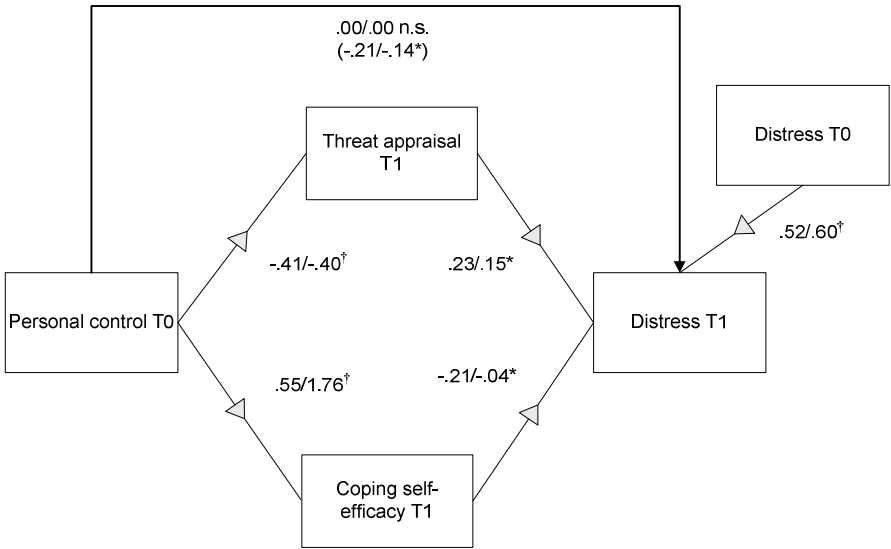 .00/.00 n.s.
(-.21/-.14*)
Threat appraisal
T1
Distress T0
.52/.60†
-.41/-.40†
.23/.15*
Personal control T0
Distress T1
.55/1.76†
-.21/-.04*
Coping self-
efficacy T1